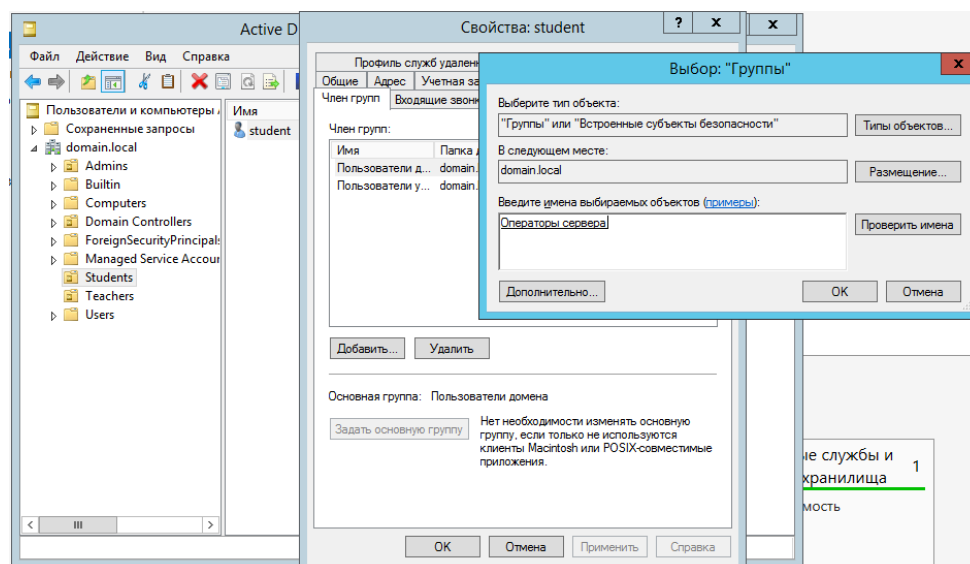 Active D
Файл Действие Вид Справка
Пользователи и компьютеры
Сохраненные запросы
domain.local
Admins
Builtin
Computers
Domain Controllers
ForeignSecurityPrincipals
Managed Service Accour
Students
Teachers
Users
Имя
student
Свойства: student
? x
x
Профиль служб удаленн
Общие Адрес Учетная за
Член групп Входящие звонк
Член групп:
Имя Папка
Пользователи д... domain.
Пользователи у... domain.
Добавить... Удалить
Основная группа: Пользователи домена
Задать основную группу
Нет необходимости изменять основную
группу, если только не используются
клиенты Macintosh или POSIX-совместимые
приложения.
OK Отмена Применить Справка
Выбор: "Группы"
x
Выберите тип объекта:
"Группы" или "Встроенные субъекты безопасности"
Типы объектов...
В следующем месте:
domain.local
Размещение...
Введите имена выбираемых объектов (примеры):
Операторы сервера
Проверить имена
Дополнительно...
OK Отмена
ые службы и
хранилища
1
мость